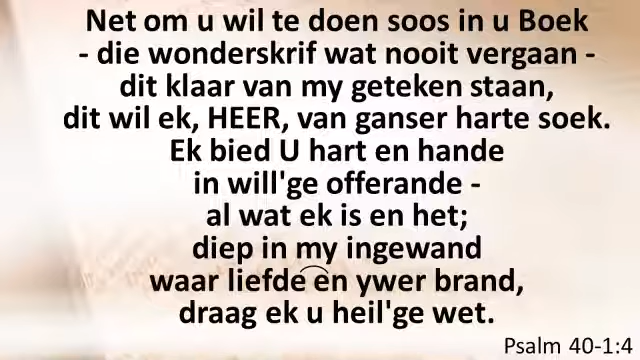 Net om u wil te doen soos in u Boek
- die wonderskrif wat nooit vergaan -
dit klaar van my geteken staan,
dit wil ek, HEER, van ganser harte soek.
Ek bied U hart en hande
in will'ge offerande -
al wat ek is en het;
diep in my ingewand
waar liefde en ywer brand,
draag ek u heil'ge wet.
Psalm 40-1:4